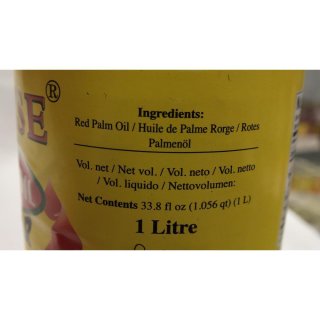 SE®
Ingredients:
Red Palm Oil / Huile de Palme Rorge / Rotes
Palmenöl
Vol. net / Net vol. / Vol. neto / Vol. netto
/ Vol. liquido / Nettovolumen:
Net Contents 33.8 fl oz (1.056 qt) (1 L)
1 Litre